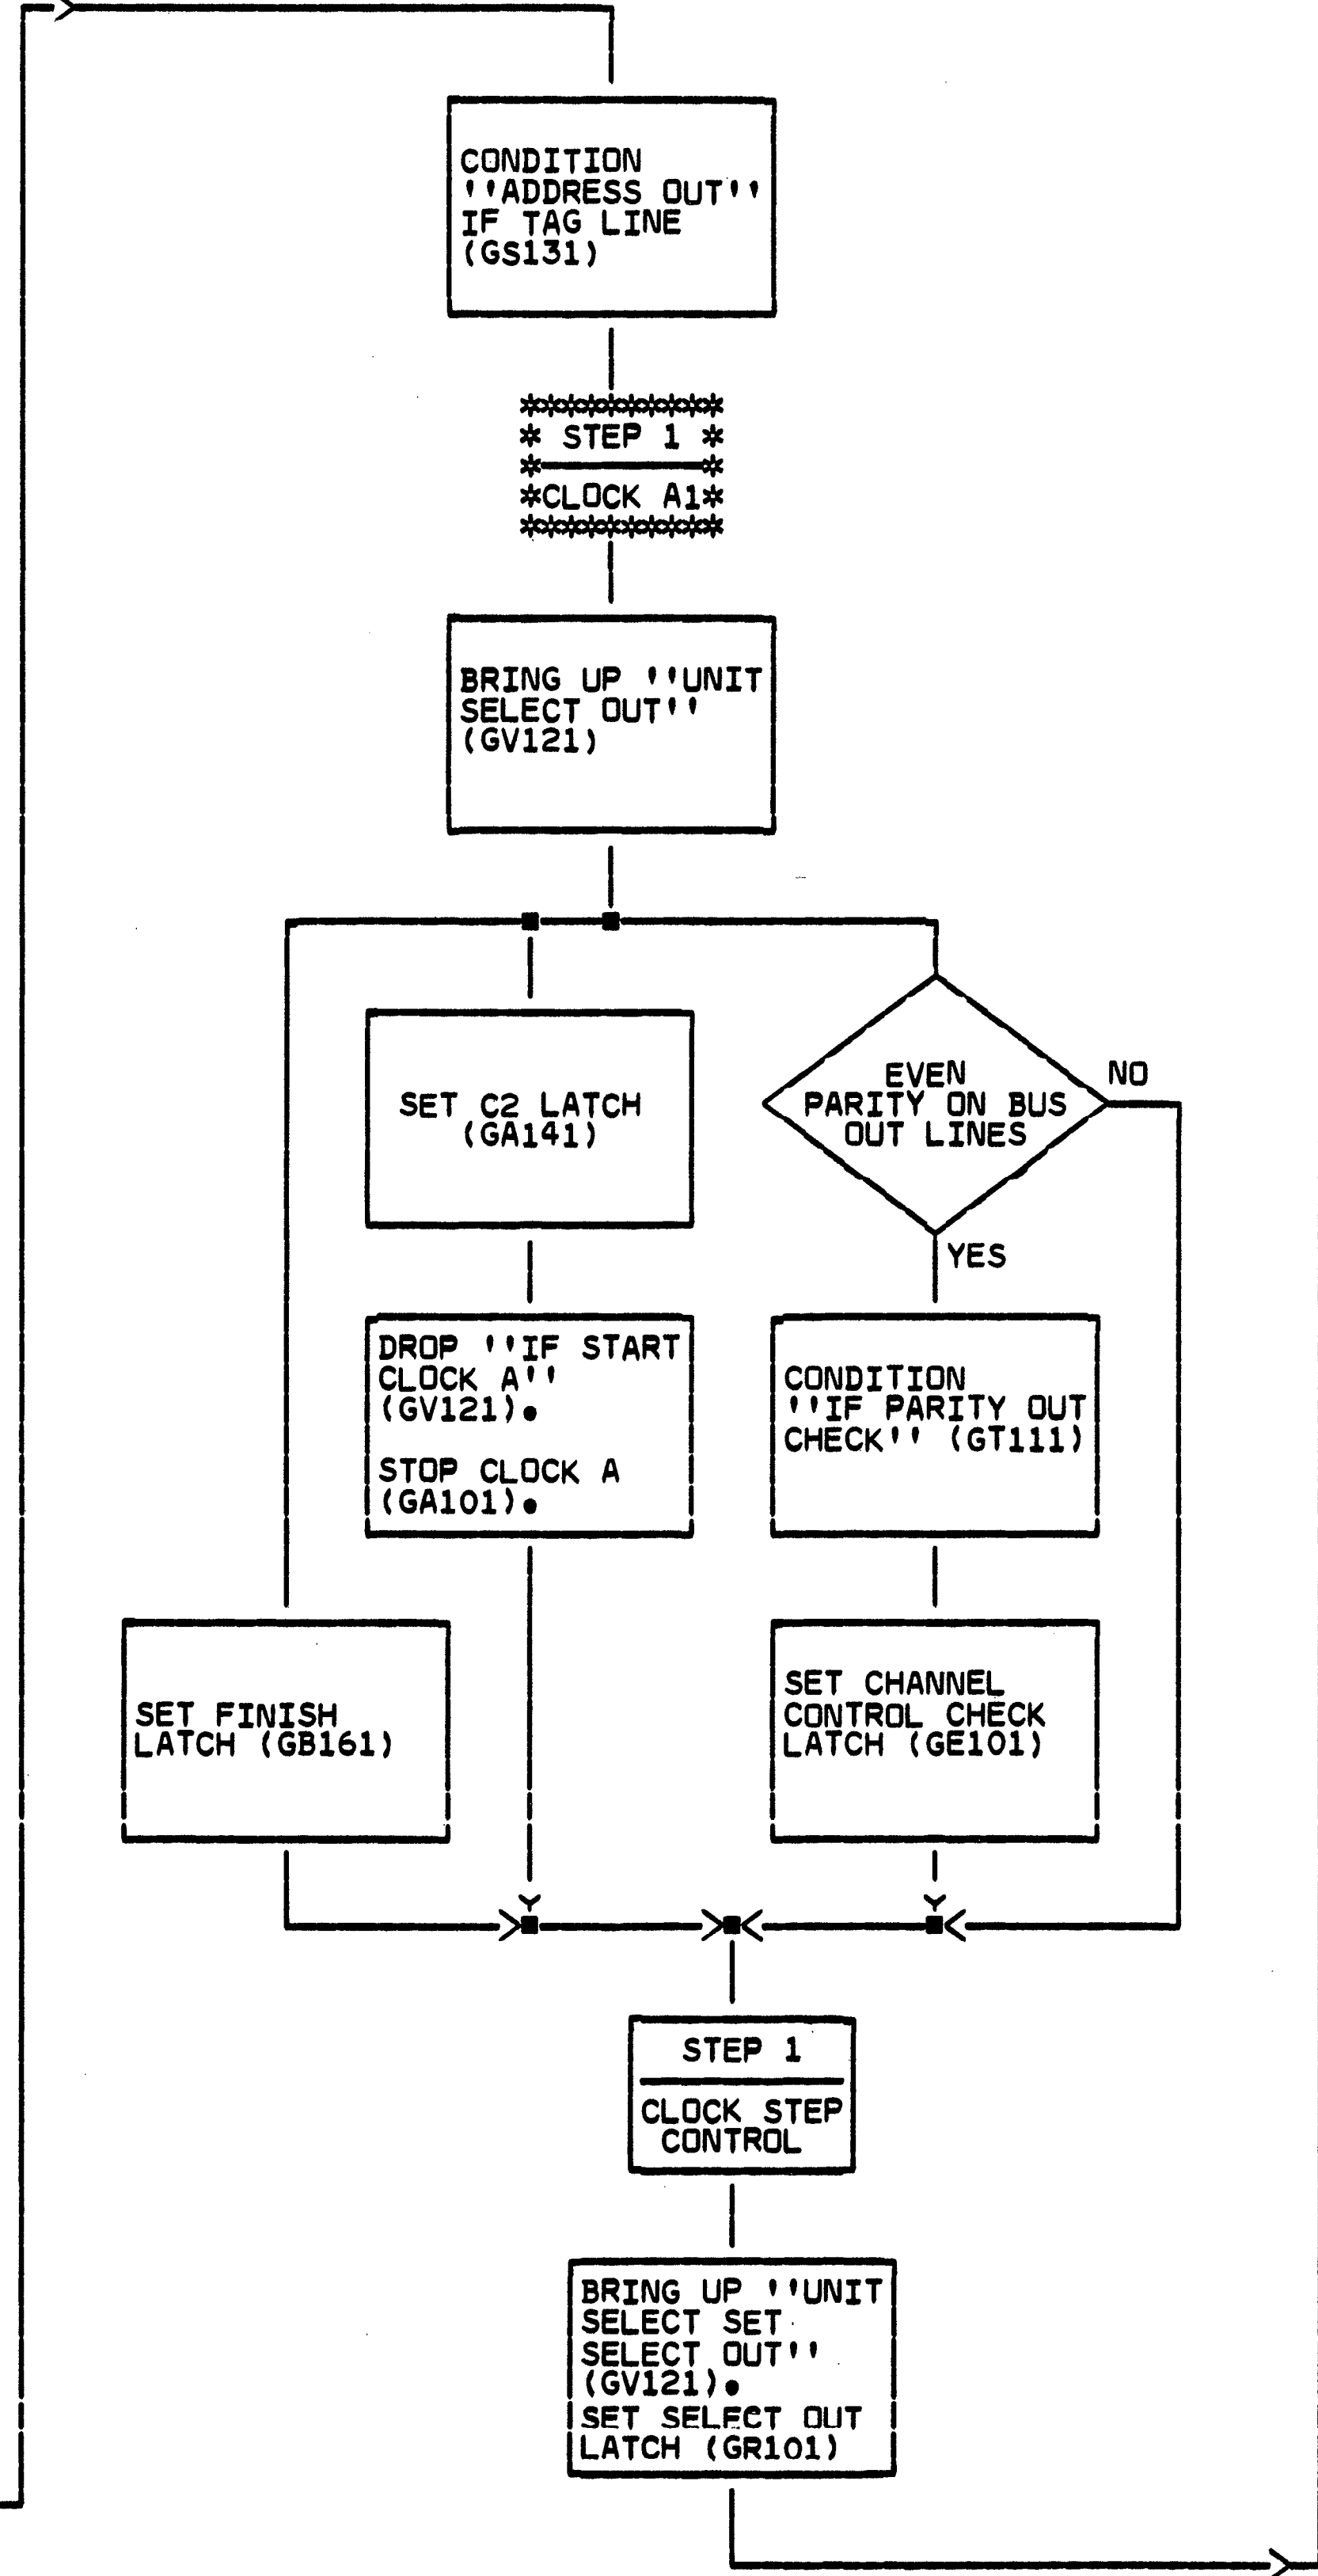 CONDITION
''ADDRESS OUT''
IF TAG LINE
(GS131)
**********
* STEP 1 *
*CLOCK A1*
**********
BRING UP ''UNIT
SELECT OUT''
(GV121)
SET C2 LATCH
(GA141)
EVEN
PARITY ON BUS
OUT LINES
NO
YES
DROP ''IF START
CLOCK A''
(GV121).
STOP CLOCK A
(GA101).
CONDITION
''IF PARITY OUT
CHECK'' (GT111)
SET FINISH
LATCH (GB161)
SET CHANNEL
CONTROL CHECK
LATCH (GE101)
STEP 1
CLOCK STEP
CONTROL
BRING UP ''UNIT
SELECT SET
SELECT OUT''
(GV121).
SET SELECT OUT
LATCH (GR101)